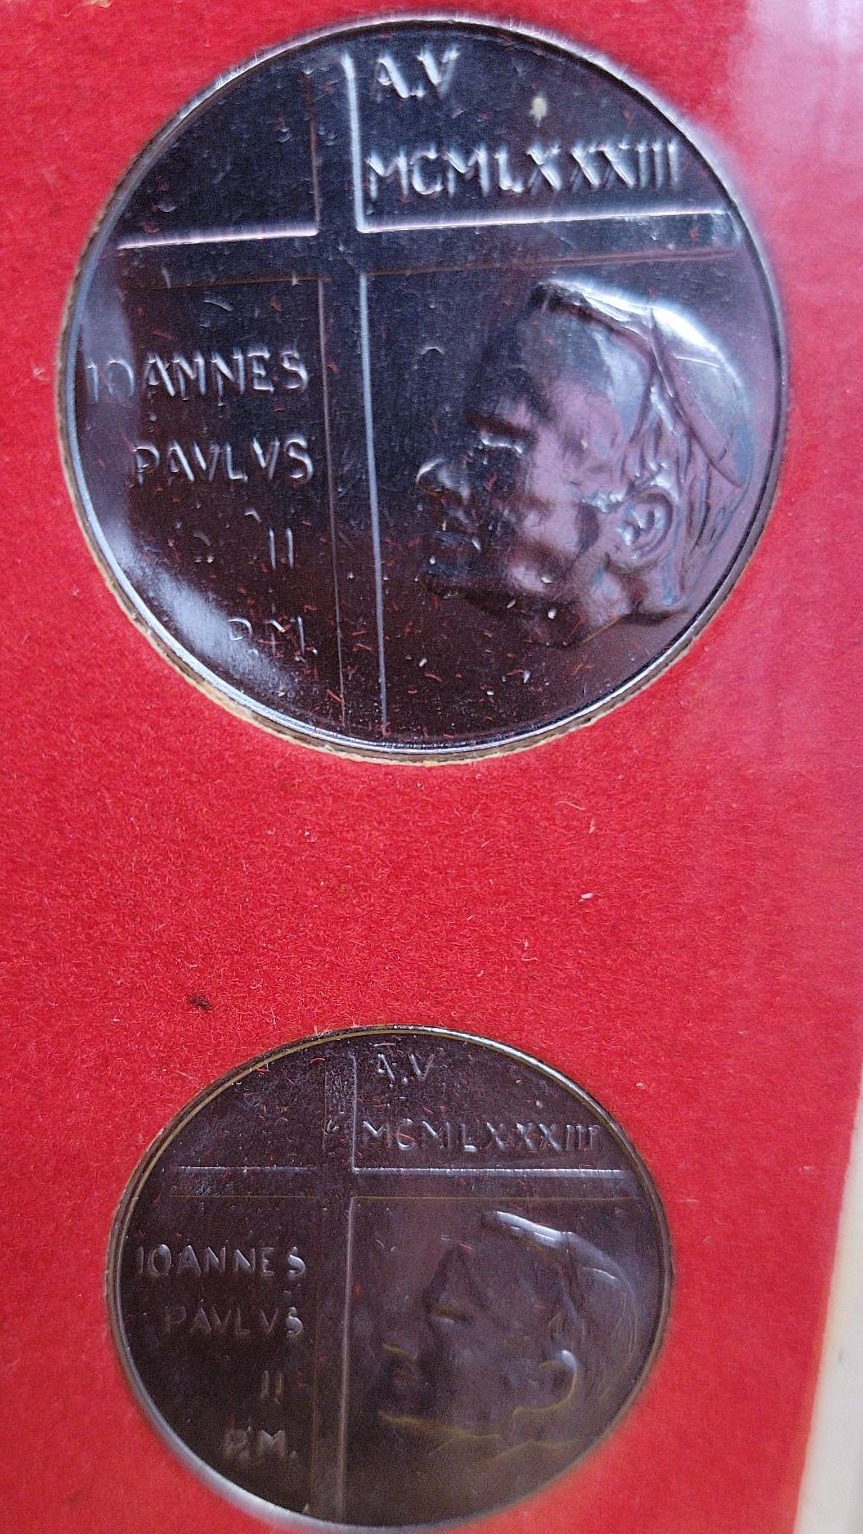 A.V
MCMLXXXIII
IOANNES
PAVLVS
II
P.M.
A.V
MCMLXXXIII
IOANNES
PAVLVS
II
P.M.